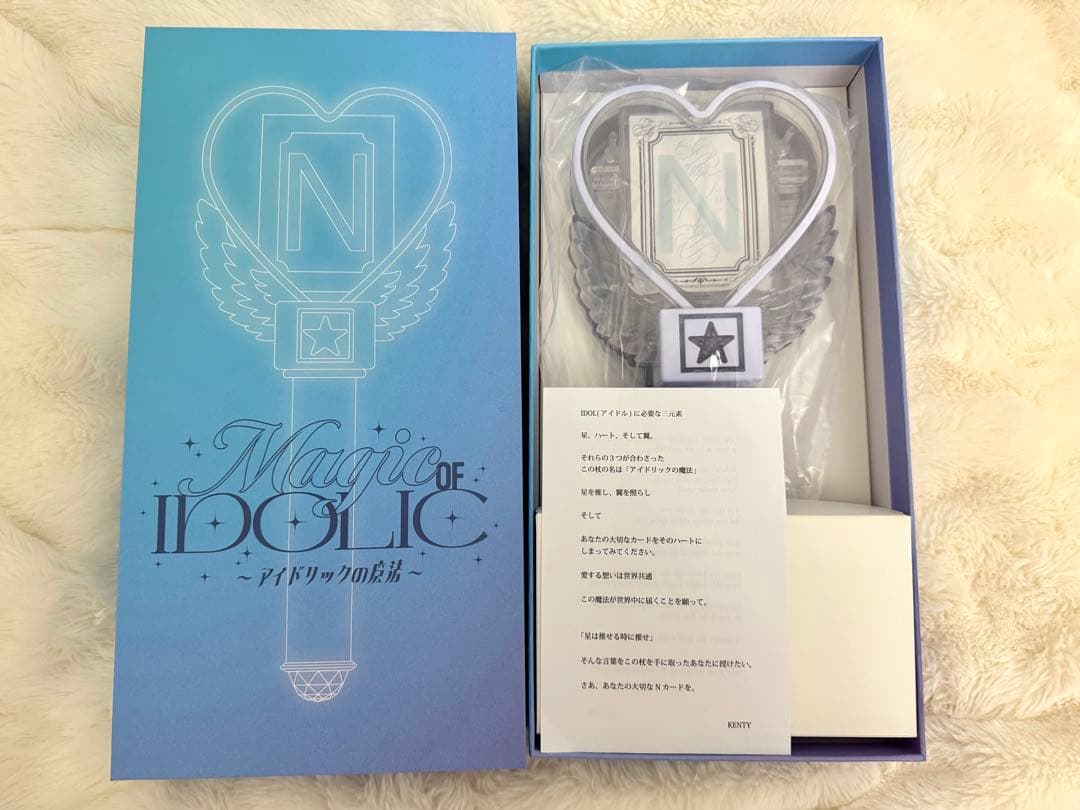 N
Magic OF
IDOLIC
～アイドリックの魔法～
N
IDOL(アイドル)に必要な三元素
星、ハート、そして翼。
それらの３つが合わさった
この杖の名は「アイドリックの魔法」
星を推し、翼を照らし
そして
あなたの大切なカードをそのハートに
しまってみてください。
愛する想いは世界共通
この魔法が世界中に届くことを願って。
「星は推せる時に推せ」
そんな言葉をこの杖を手に取ったあなたに授けたい。
さあ、あなたの大切な N カードを。
KENTY